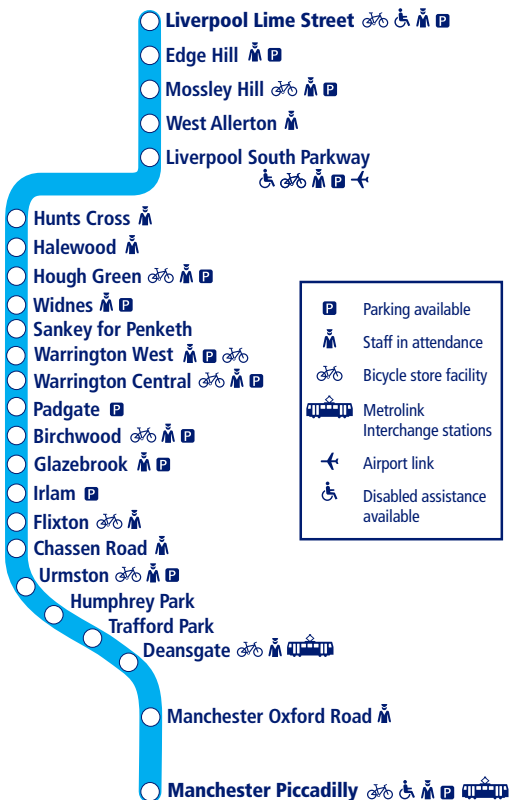 Liverpool Lime Street P
Edge Hill P
Mossley Hill P
West Allerton
Liverpool South Parkway
P
Hunts Cross
Halewood
Hough Green P
Widnes P
Sankey for Penketh
Warrington West P
Warrington Central P
Padgate P
Birchwood P
Glazebrook P
Irlam P
Flixton
Chassen Road
Urmston P
Humphrey Park
Trafford Park
Deansgate
Manchester Oxford Road
Manchester Piccadilly P
P Parking available
Staff in attendance
Bicycle store facility
Metrolink
Interchange stations
Airport link
Disabled assistance
available